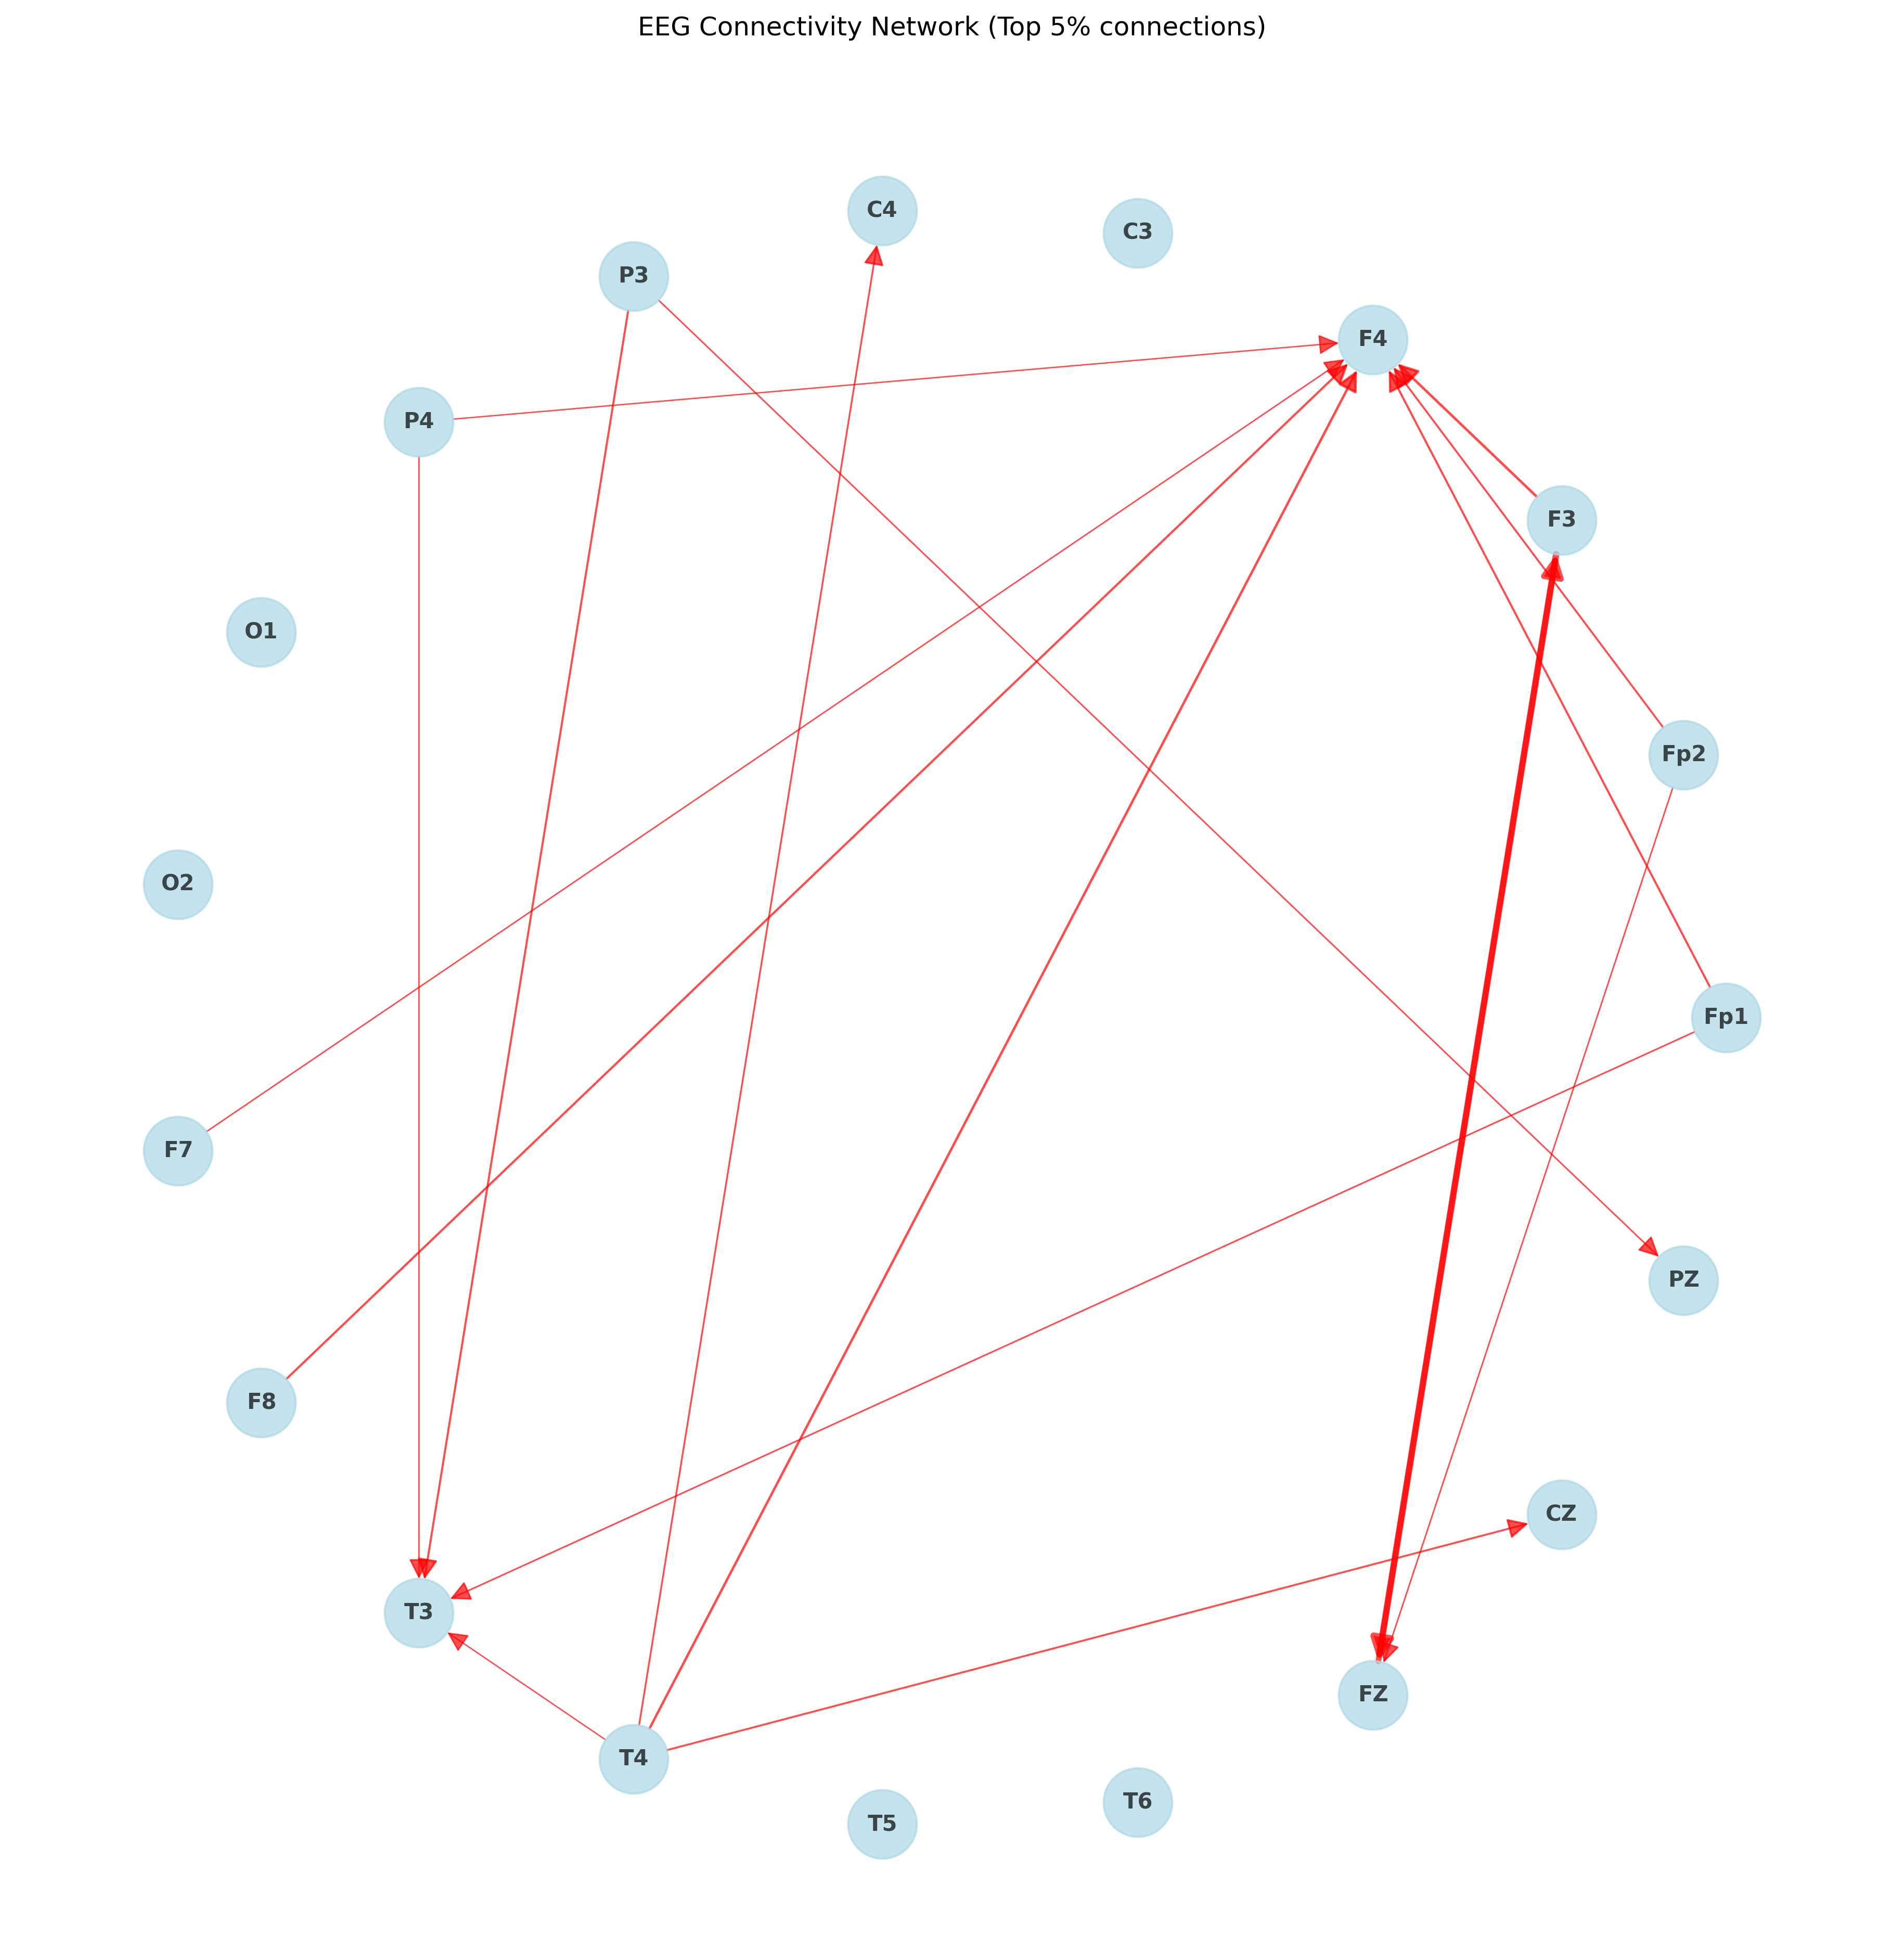 EEG Connectivity Network (Top 5% connections)
C4
C3
P3
F4
P4
F3
O1
Fp2
O2
Fp1
F7
PZ
F8
CZ
T3
FZ
T4
T6
T5